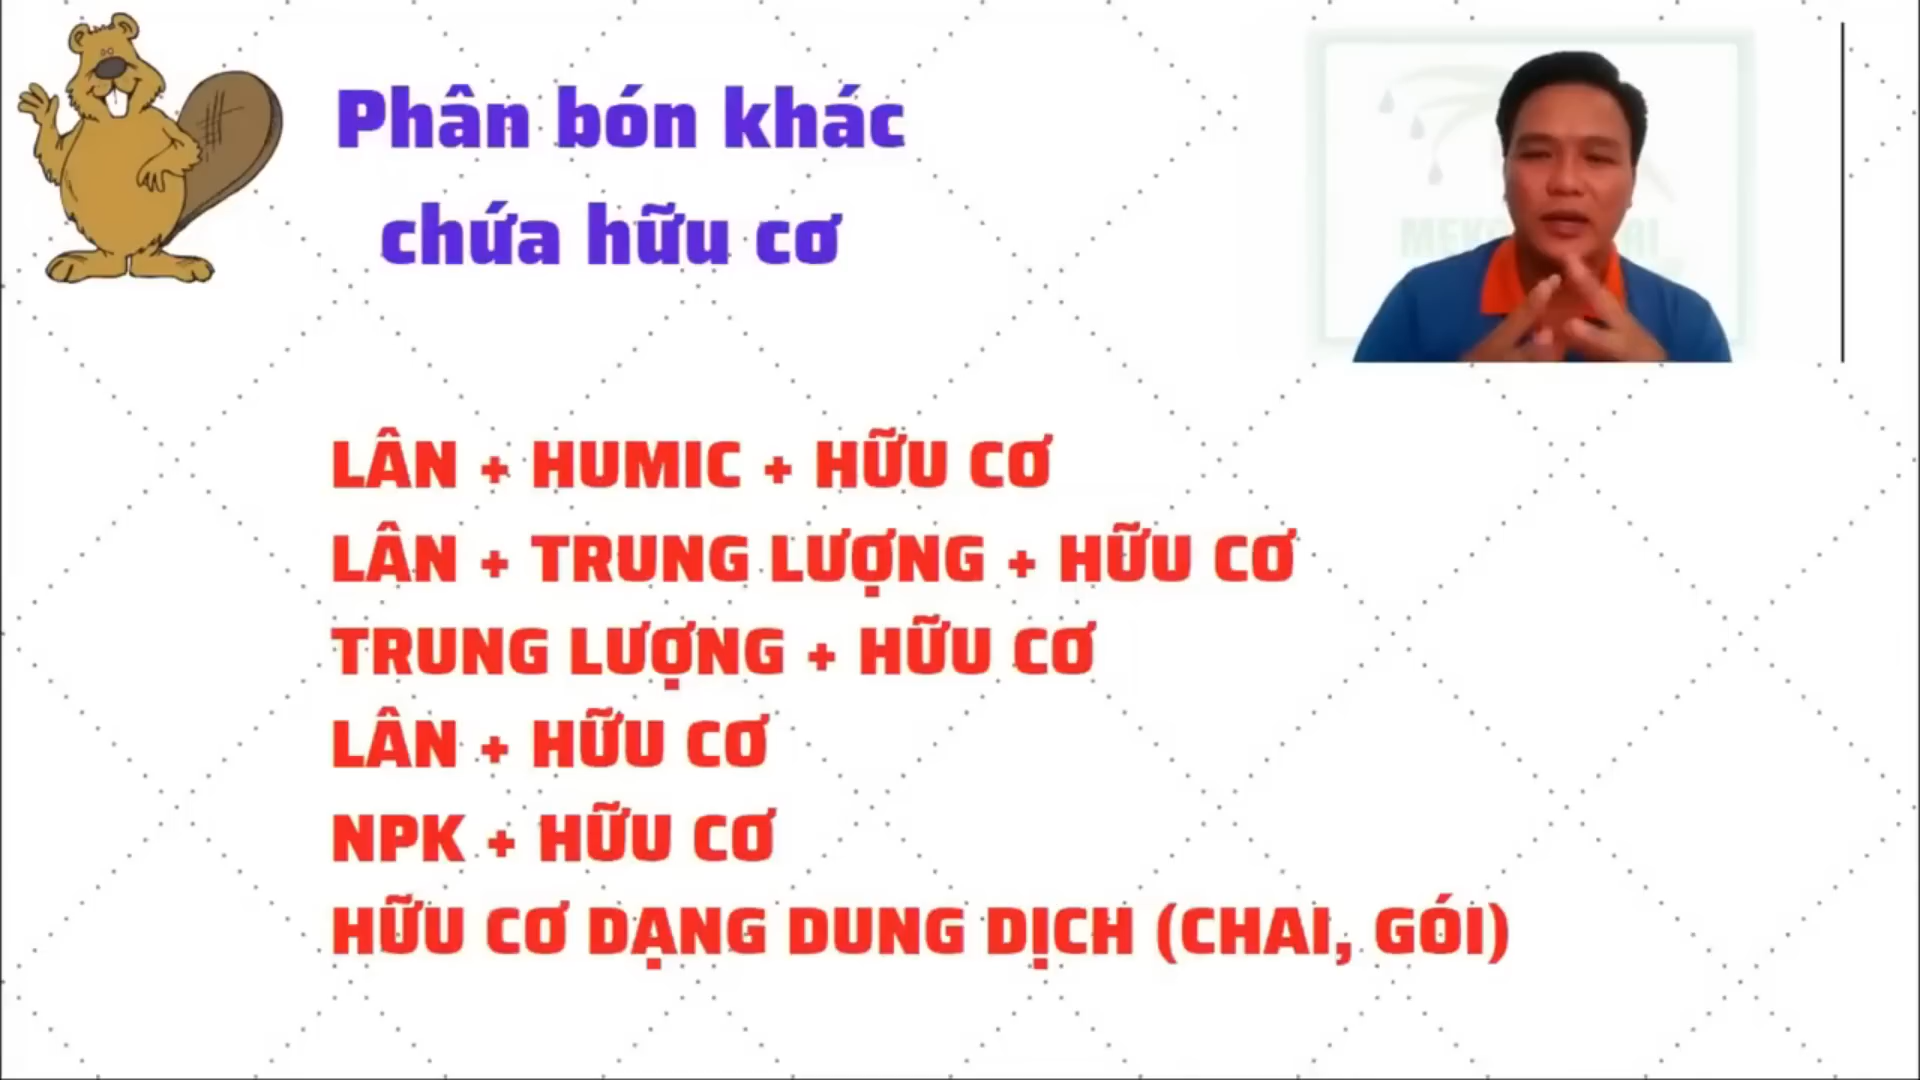 Phân bón khác
chứa hữu cơ
LÂN + HUMIC + HỮU CƠ
LÂN + TRUNG LƯỢNG + HỮU CƠ
TRUNG LƯỢNG + HỮU CƠ
LÂN + HỮU CƠ
NPK + HỮU CƠ
HỮU CƠ DẠNG DUNG DỊCH (CHAI, GÓI)